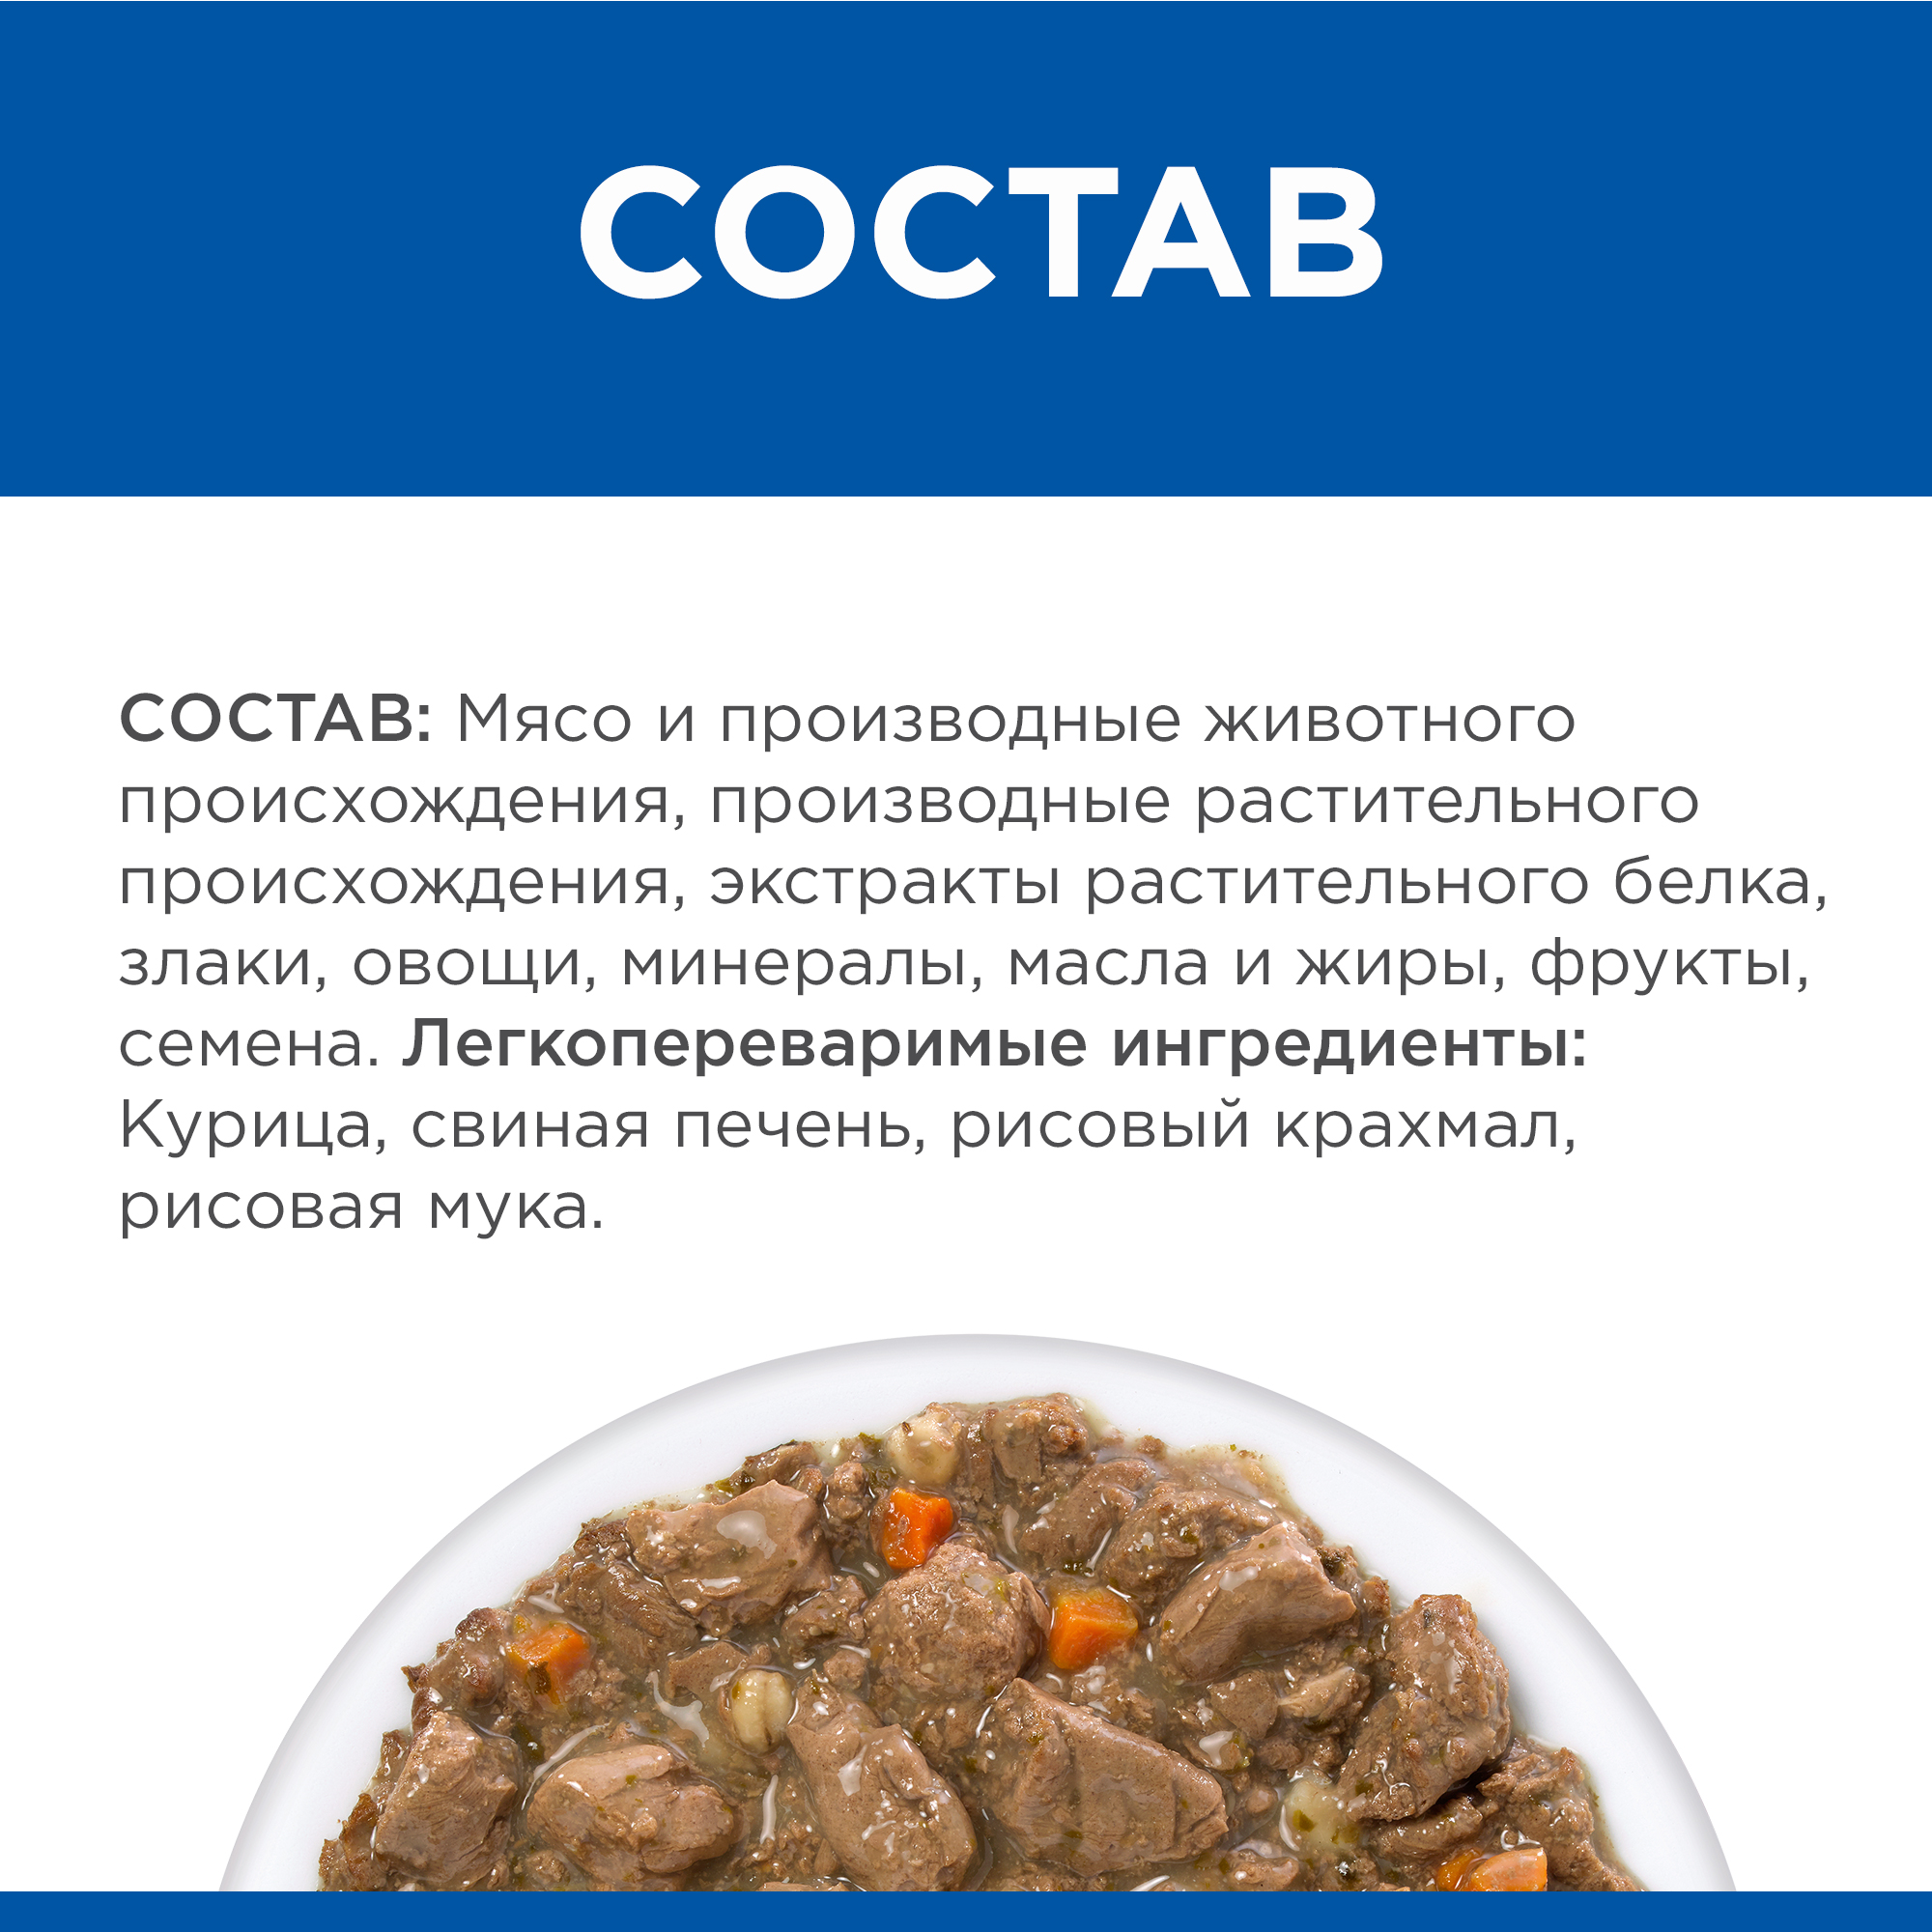 СОСТАВ
СОСТАВ: Мясо и производные животного
происхождения, производные растительного
происхождения, экстракты растительного белка,
злаки, овощи, минералы, масла и жиры, фрукты,
семена. Легкопереваримые ингредиенты:
Курица, свиная печень, рисовый крахмал,
рисовая мука.